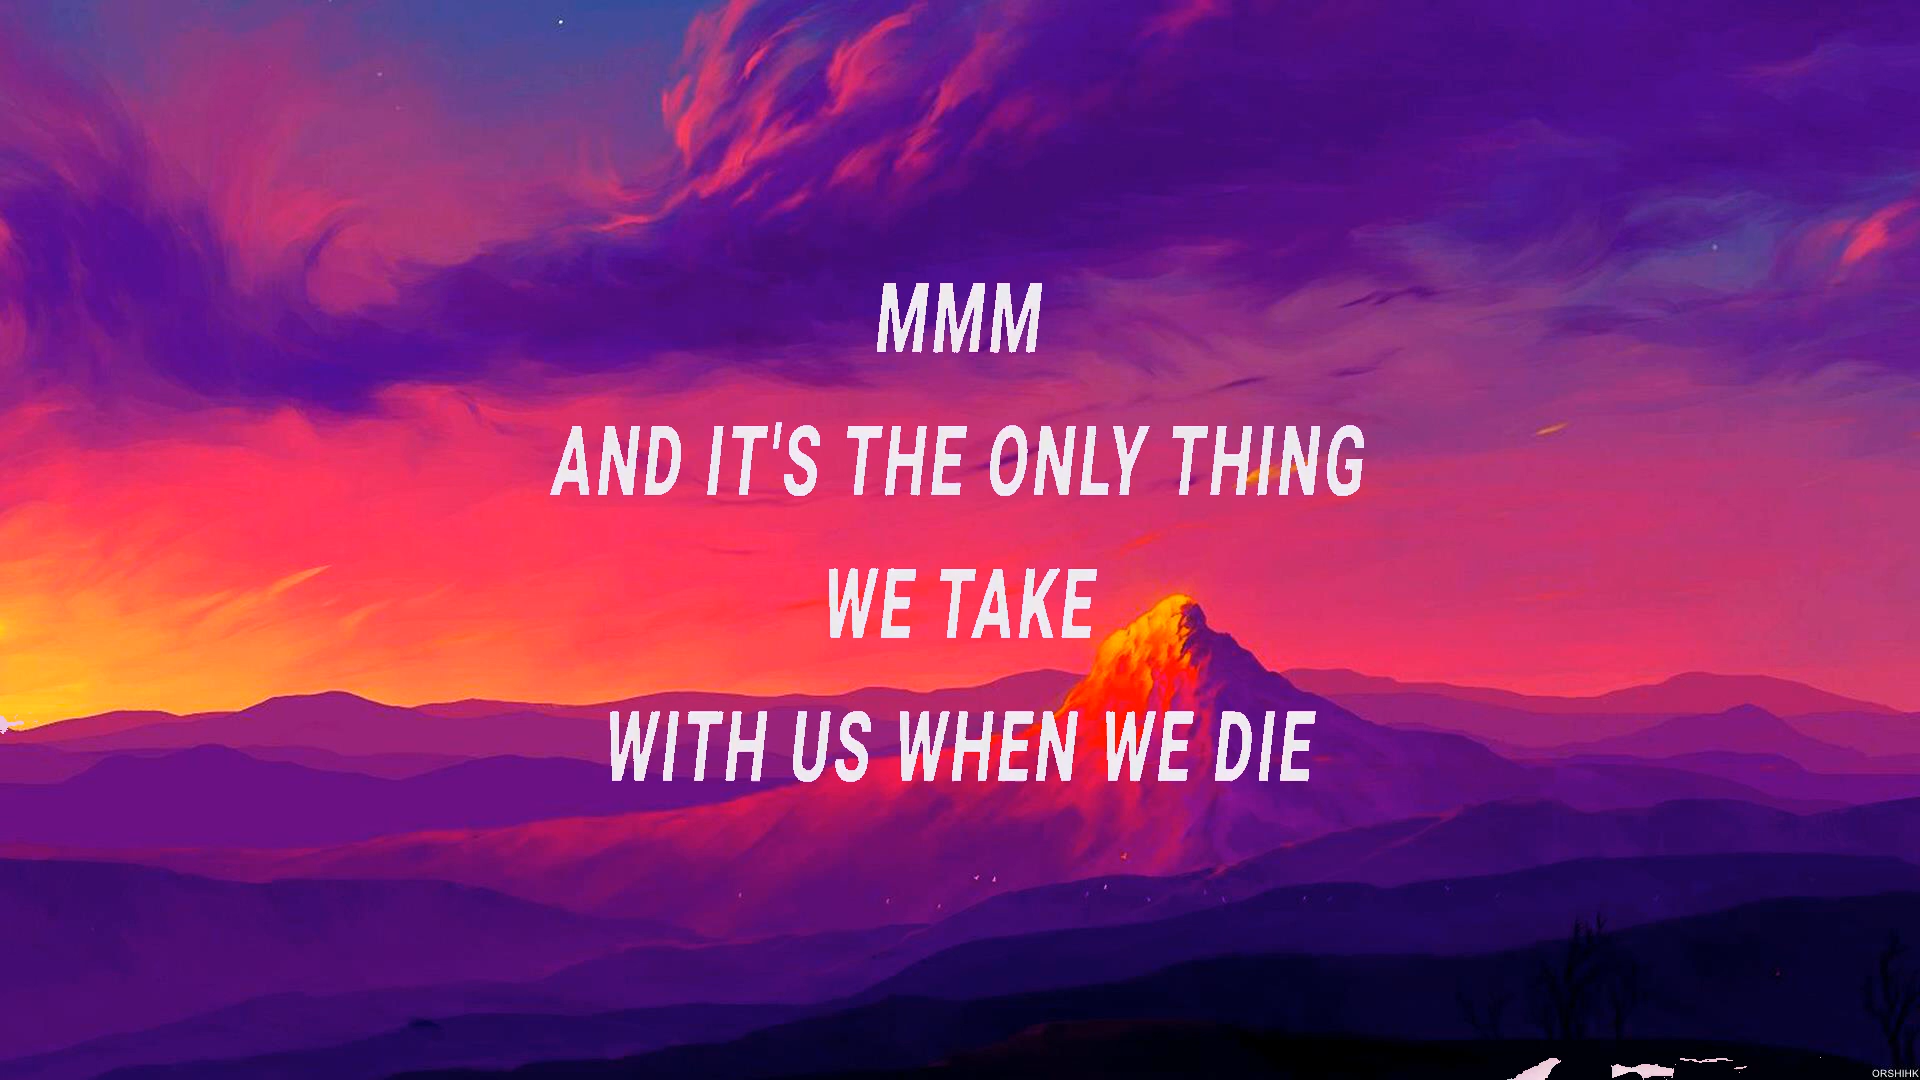 MMM
AND IT'S THE ONLY THING
WE TAKE
WITH US WHEN WE DIE
ORSHIHK